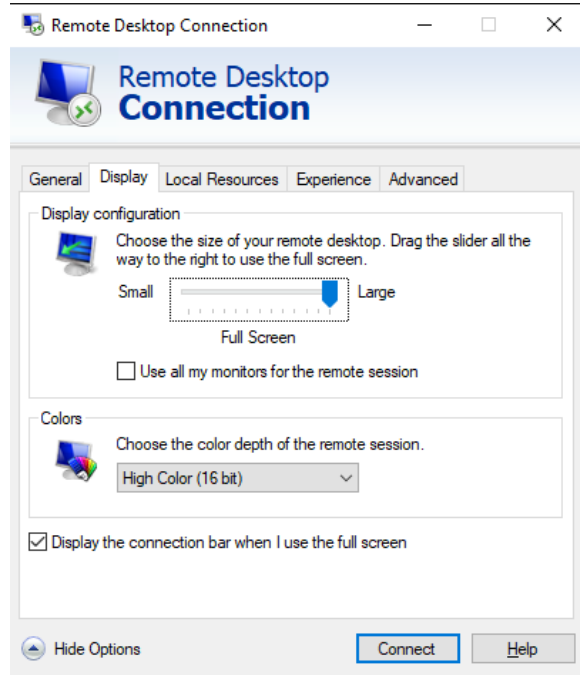 Remote Desktop Connection
Remote Desktop
Connection
General Display Local Resources Experience Advanced
Display configuration
Choose the size of your remote desktop. Drag the slider all the
way to the right to use the full screen.
Small Large
Full Screen
Use all my monitors for the remote session
Colors
Choose the color depth of the remote session.
High Color (16 bit)
Display the connection bar when I use the full screen
Hide Options Connect Help